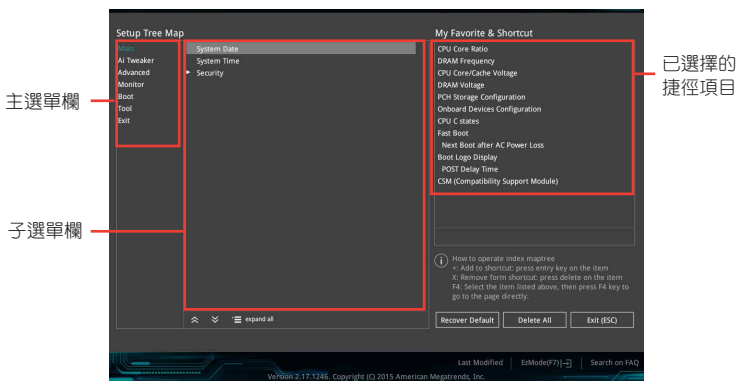 Setup Tree Map
Main
Ai Tweaker
Advanced
Monitor
Boot
Tool
Exit
System Date
System Time
Security
expand all
My Favorite & Shortcut
CPU Core Ratio
DRAM Frequency
CPU Core/Cache Voltage
DRAM Voltage
PCH Storage Configuration
Onboard Devices Configuration
CPU C states
Fast Boot
Next Boot after AC Power Loss
Boot Logo Display
POST Delay Time
CSM (Compatibility Support Module)
How to operate index maptree
+: Add to shortcut: press entry key on the item
X: Remove form shortcut: press delete on the item
F4: Select the item listed above, then press F4 key to
go to the page directly.
Recover Default
Delete All
Exit (ESC)
Last Modified
EzMode(F7)
Search on FAQ
Version 2.17.1246. Copyright (C) 2015 American Megatrends, Inc.
主選單欄
子選單欄
已選擇的
捷徑項目